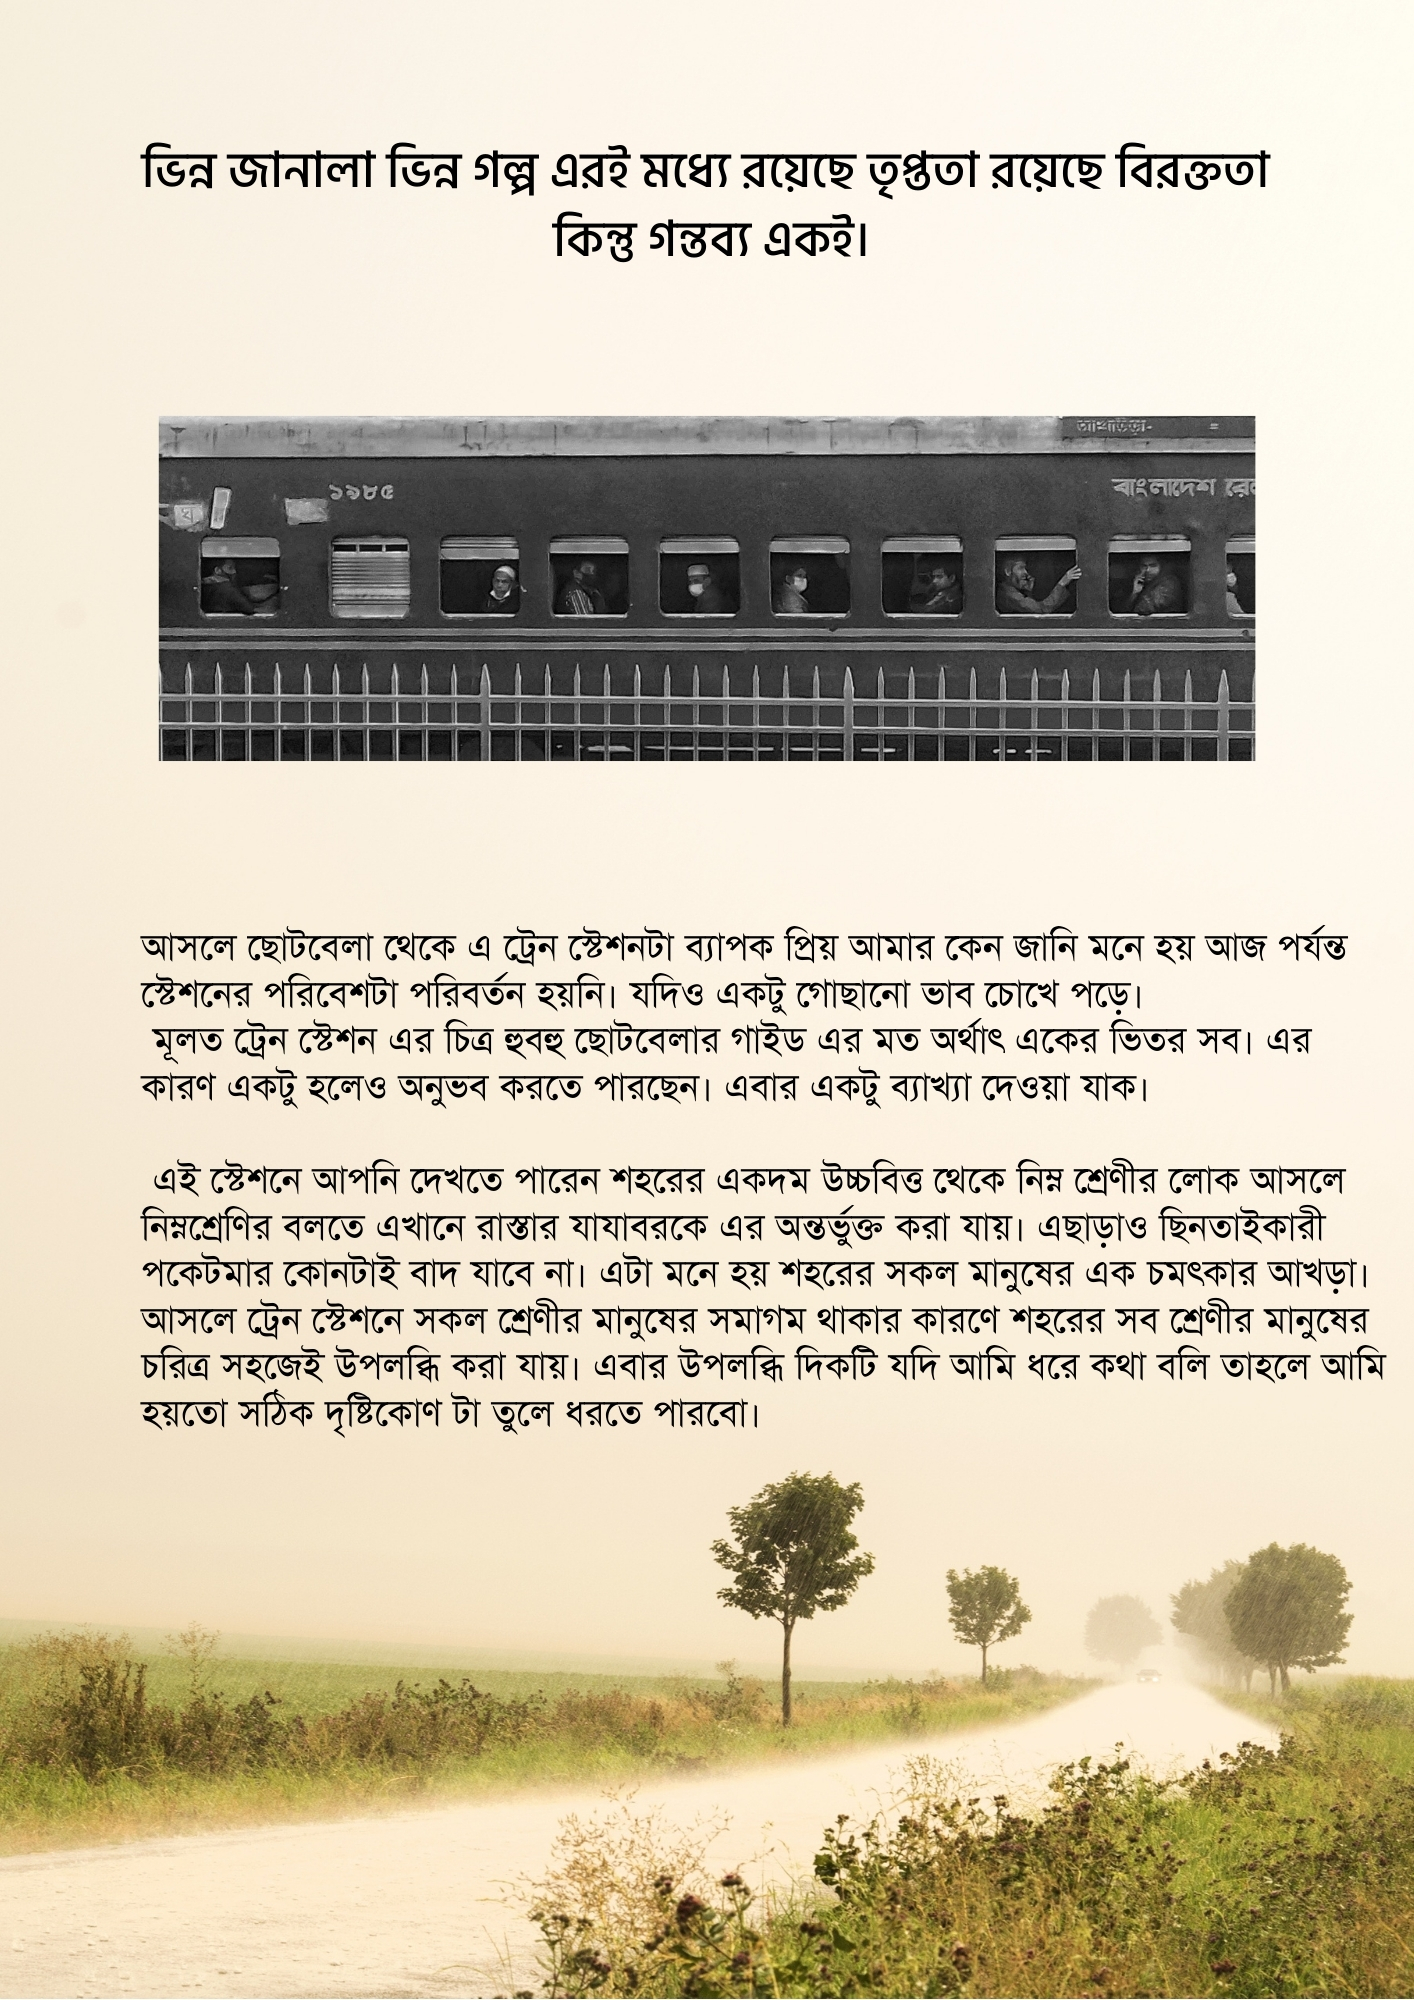 ভিন্ন জানালা ভিন্ন গল্প এরই মধ্যে রয়েছে তৃপ্ততা রয়েছে বিরক্ততা
কিন্তু গন্তব্য একই।
আখাউড়া-
১৯৮৫
বাংলাদেশ রেল
ঘ
আসলে ছোটবেলা থেকে এ ট্রেন স্টেশনটা ব্যাপক প্রিয় আমার কেন জানি মনে হয় আজ পর্যন্ত
স্টেশনের পরিবেশটা পরিবর্তন হয়নি। যদিও একটু গোছানো ভাব চোখে পড়ে।
মূলত ট্রেন স্টেশন এর চিত্র হুবহু ছোটবেলার গাইড এর মত অর্থাৎ একের ভিতর সব। এর
কারণ একটু হলেও অনুভব করতে পারছেন। এবার একটু ব্যাখ্যা দেওয়া যাক।
এই স্টেশনে আপনি দেখতে পারেন শহরের একদম উচ্চবিত্ত থেকে নিম্ন শ্রেণীর লোক আসলে
নিম্নশ্রেণির বলতে এখানে রাস্তার যাযাবরকে এর অন্তর্ভুক্ত করা যায়। এছাড়াও ছিনতাইকারী
পকেটমার কোনটাই বাদ যাবে না। এটা মনে হয় শহরের সকল মানুষের এক চমৎকার আখড়া।
আসলে ট্রেন স্টেশনে সকল শ্রেণীর মানুষের সমাগম থাকার কারণে শহরের সব শ্রেণীর মানুষের
চরিত্র সহজেই উপলব্ধি করা যায়। এবার উপলব্ধি দিকটি যদি আমি ধরে কথা বলি তাহলে আমি
হয়তো সঠিক দৃষ্টিকোণ টা তুলে ধরতে পারবো।